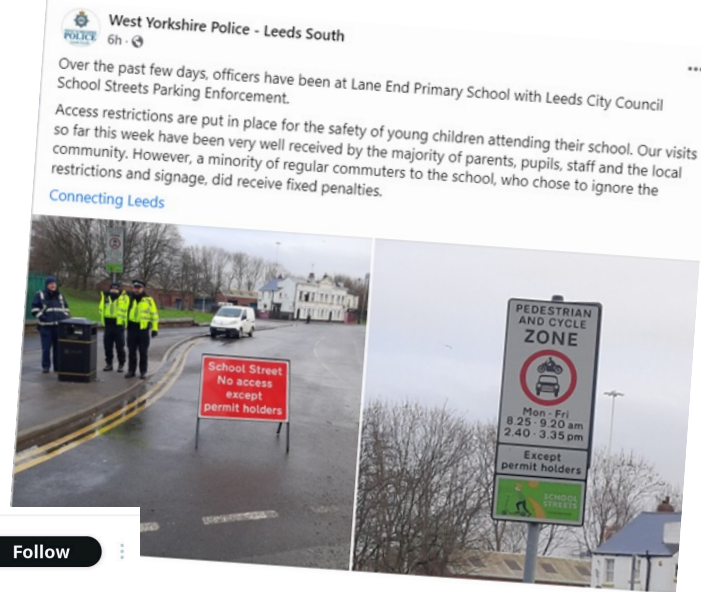 West Yorkshire Police - Leeds South
6h ·
Over the past few days, officers have been at Lane End Primary School with Leeds City Council
School Streets Parking Enforcement.
Access restrictions are put in place for the safety of young children attending their school. Our visits
so far this week have been very well received by the majority of parents, pupils, staff and the local
community. However, a minority of regular commuters to the school, who chose to ignore the
restrictions and signage, did receive fixed penalties.
Connecting Leeds
School Street
No access
except
permit holders
PEDESTRIAN
AND CYCLE
ZONE
Mon - Fri
8.25 - 9.20 am
2.40 - 3.35 pm
Except
permit holders
SCHOOL
STREETS
Follow